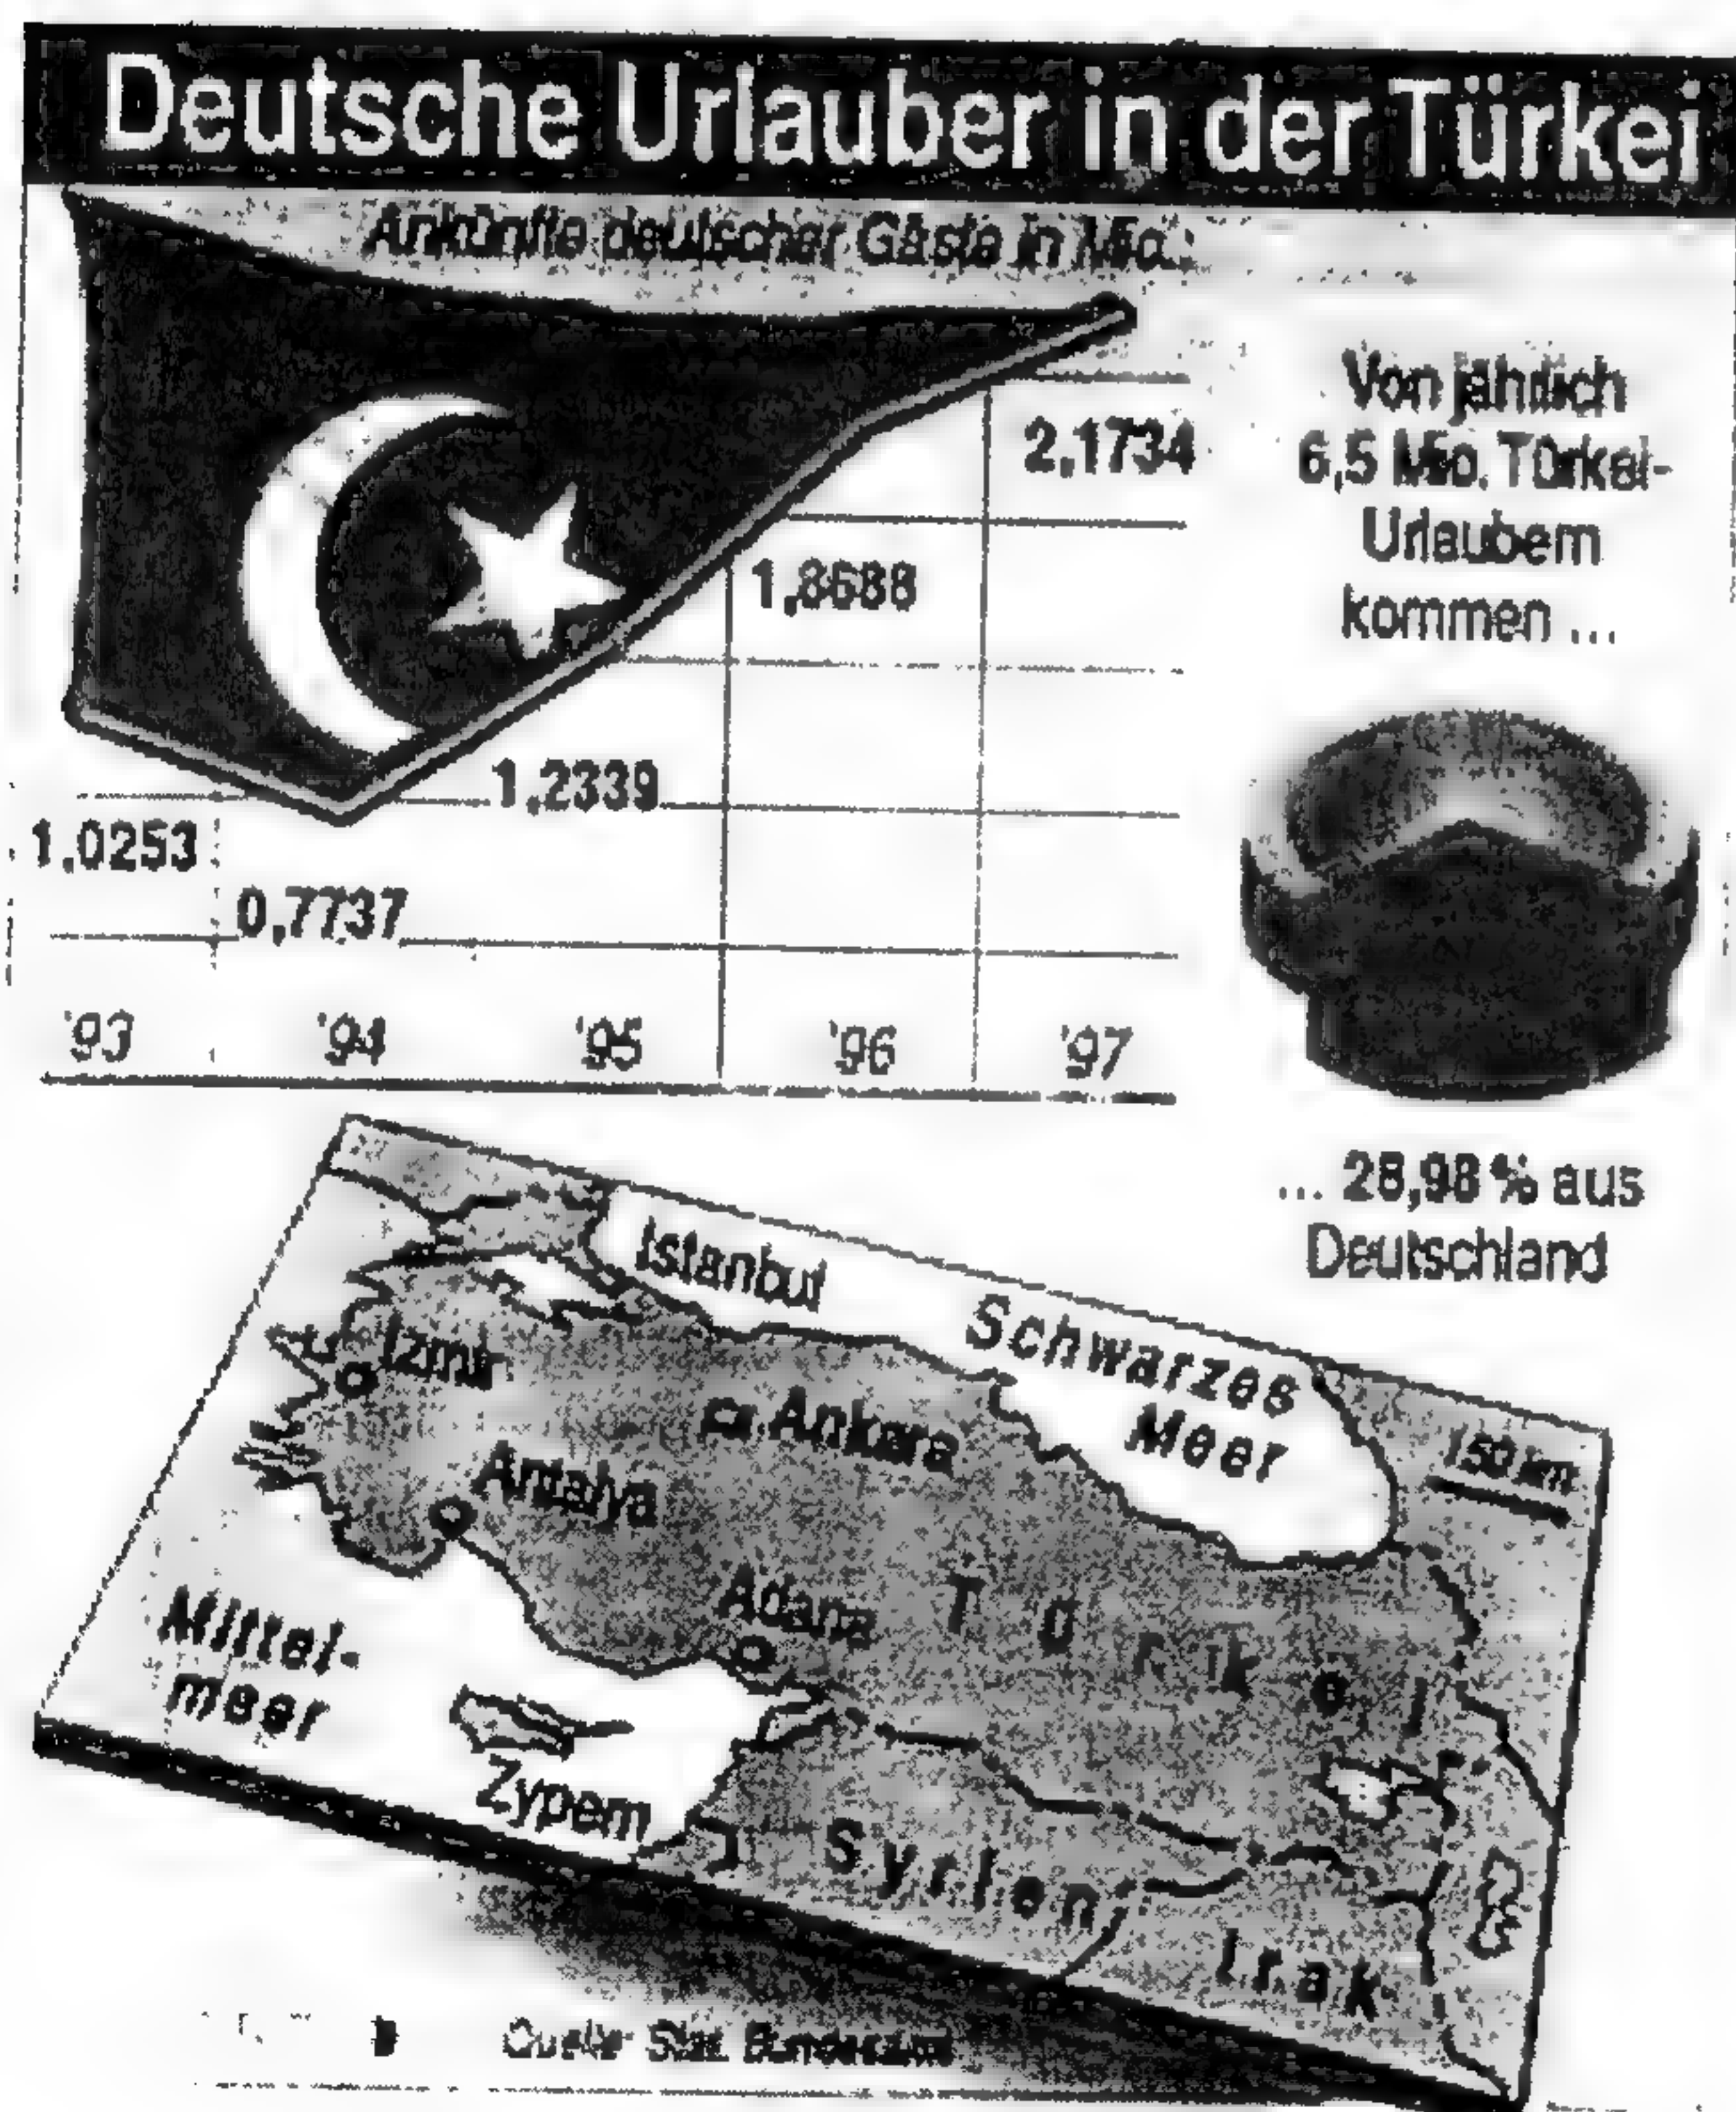 Deutsche Urlauber in der Türkei
Ankünfte deutscher Gäste in Mio.:
2,1734
1,8688
1,2339
1,0253
0,7737
'93 '94 '95 '96 '97
Von jährlich
6,5 Mio. Türkei-
Urlaubern
kommen ...
... 28,98 % aus
Deutschland
Istanbul
Schwarzes
Meer
150 km
Izmir
Ankara
Antalya
Adana
Türkei
Mittel-
meer
Zypern
Syrien
Irak
Quelle: Stat. Bundesamt